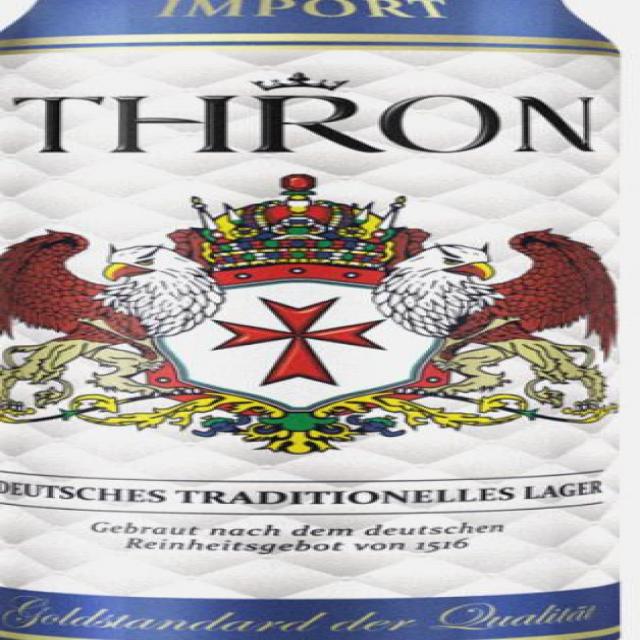 IMPORT
THRON
DEUTSCHES TRADITIONELLES LAGER
Gebraut nach dem deutschen
Reinheitsgebot von 1516
Goldstandard der Qualität